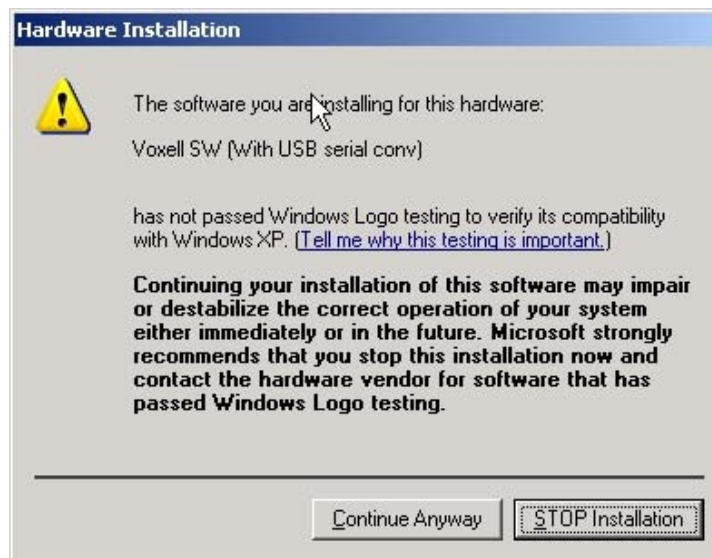 Hardware Installation
The software you are installing for this hardware:
Voxell SW (With USB serial conv)
has not passed Windows Logo testing to verify its compatibility
with Windows XP. (Tell me why this testing is important.)
Continuing your installation of this software may impair
or destabilize the correct operation of your system
either immediately or in the future. Microsoft strongly
recommends that you stop this installation now and
contact the hardware vendor for software that has
passed Windows Logo testing.
Continue Anyway
STOP Installation